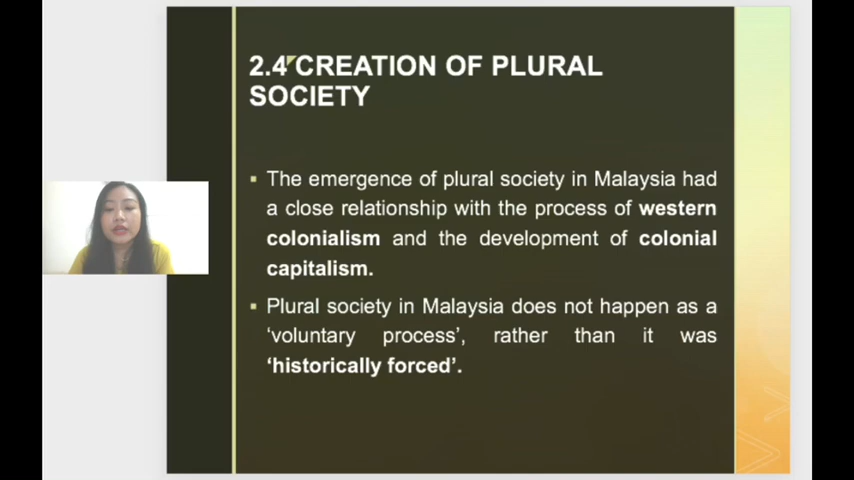 2.4 CREATION OF PLURAL
SOCIETY
▪ The emergence of plural society in Malaysia had
a close relationship with the process of western
colonialism and the development of colonial
capitalism.
▪ Plural society in Malaysia does not happen as a
‘voluntary process’, rather than it was
‘historically forced’.